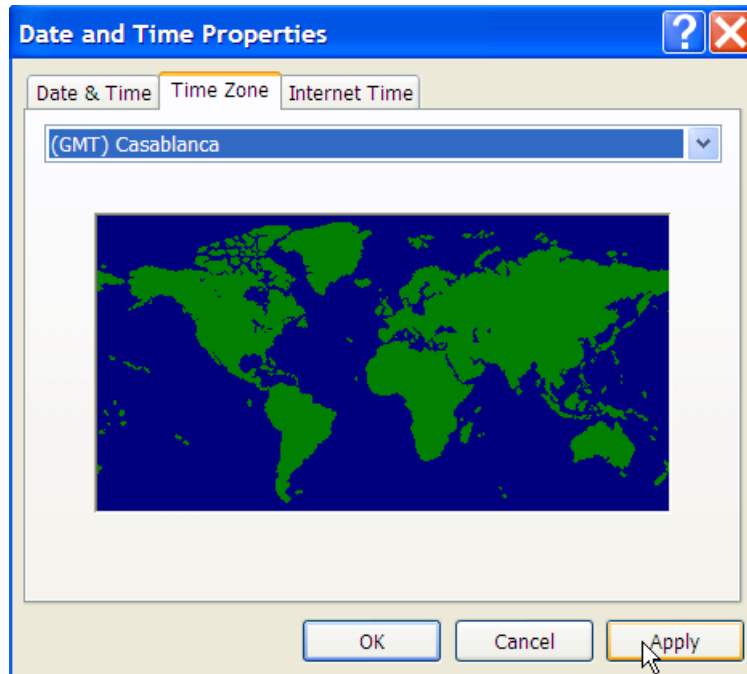 Date and Time Properties
Date & Time Time Zone Internet Time
(GMT) Casablanca
OK Cancel Apply